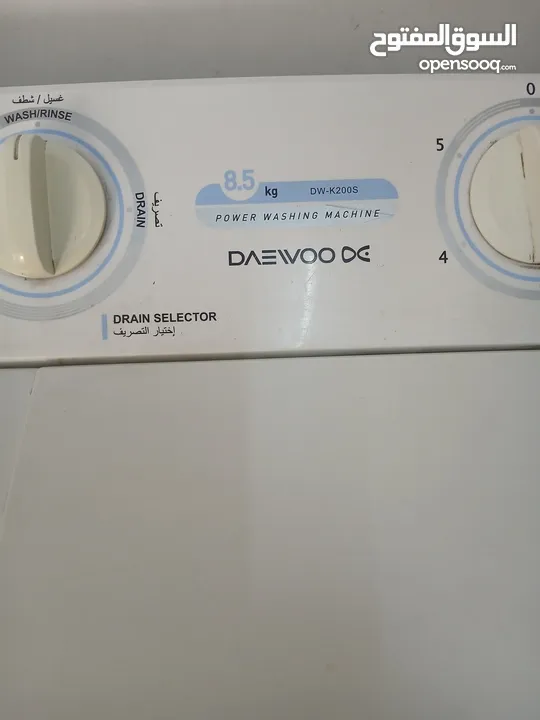 السوق المفتوح
opensooq.com
غسيل / شطف
WASH/RINSE
0
5
4
تصريف
DRAIN
8.5 kg DW-K200S
POWER WASHING MACHINE
DAEWOO
DRAIN SELECTOR
إختيار التصريف